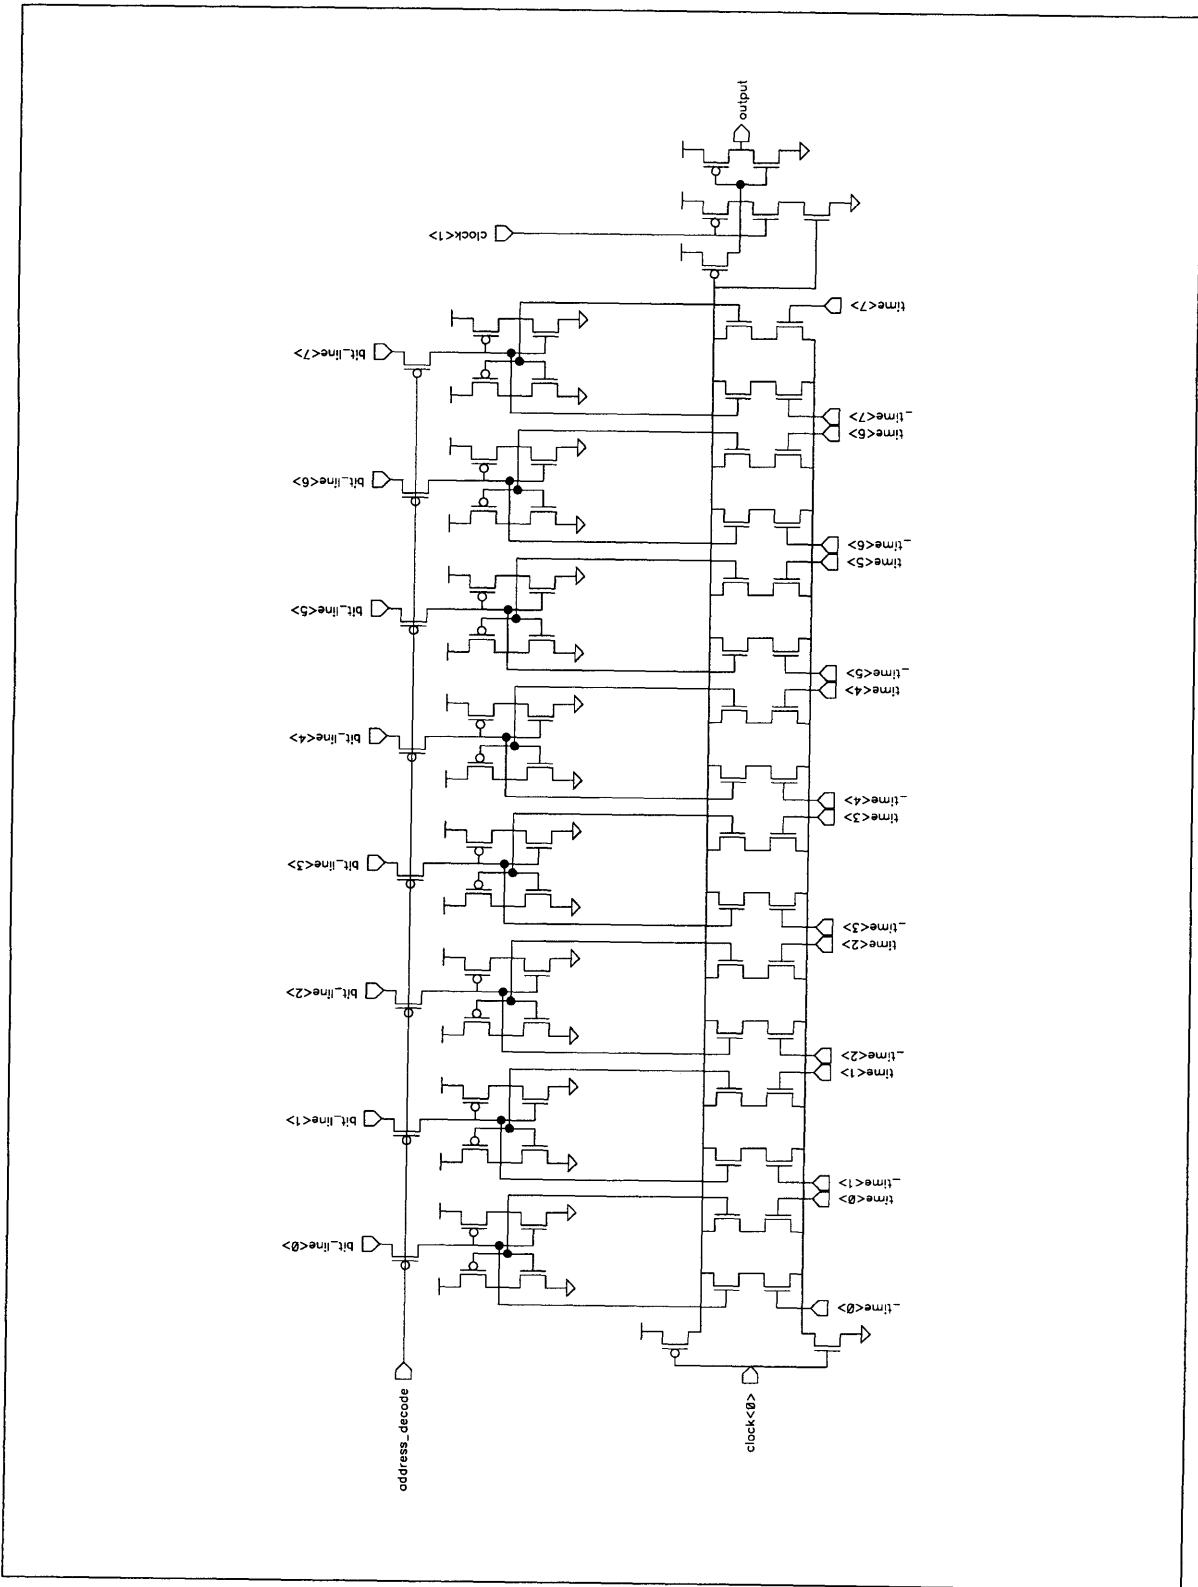 output
clock<1>
time<7>
bit_line<7>
_time<7>
time<6>
bit_line<6>
_time<6>
time<5>
bit_line<5>
_time<5>
time<4>
bit_line<4>
_time<4>
time<3>
bit_line<3>
_time<3>
time<2>
bit_line<2>
_time<2>
time<1>
bit_line<1>
_time<1>
time<0>
bit_line<0>
_time<0>
address_decode
clock<0>